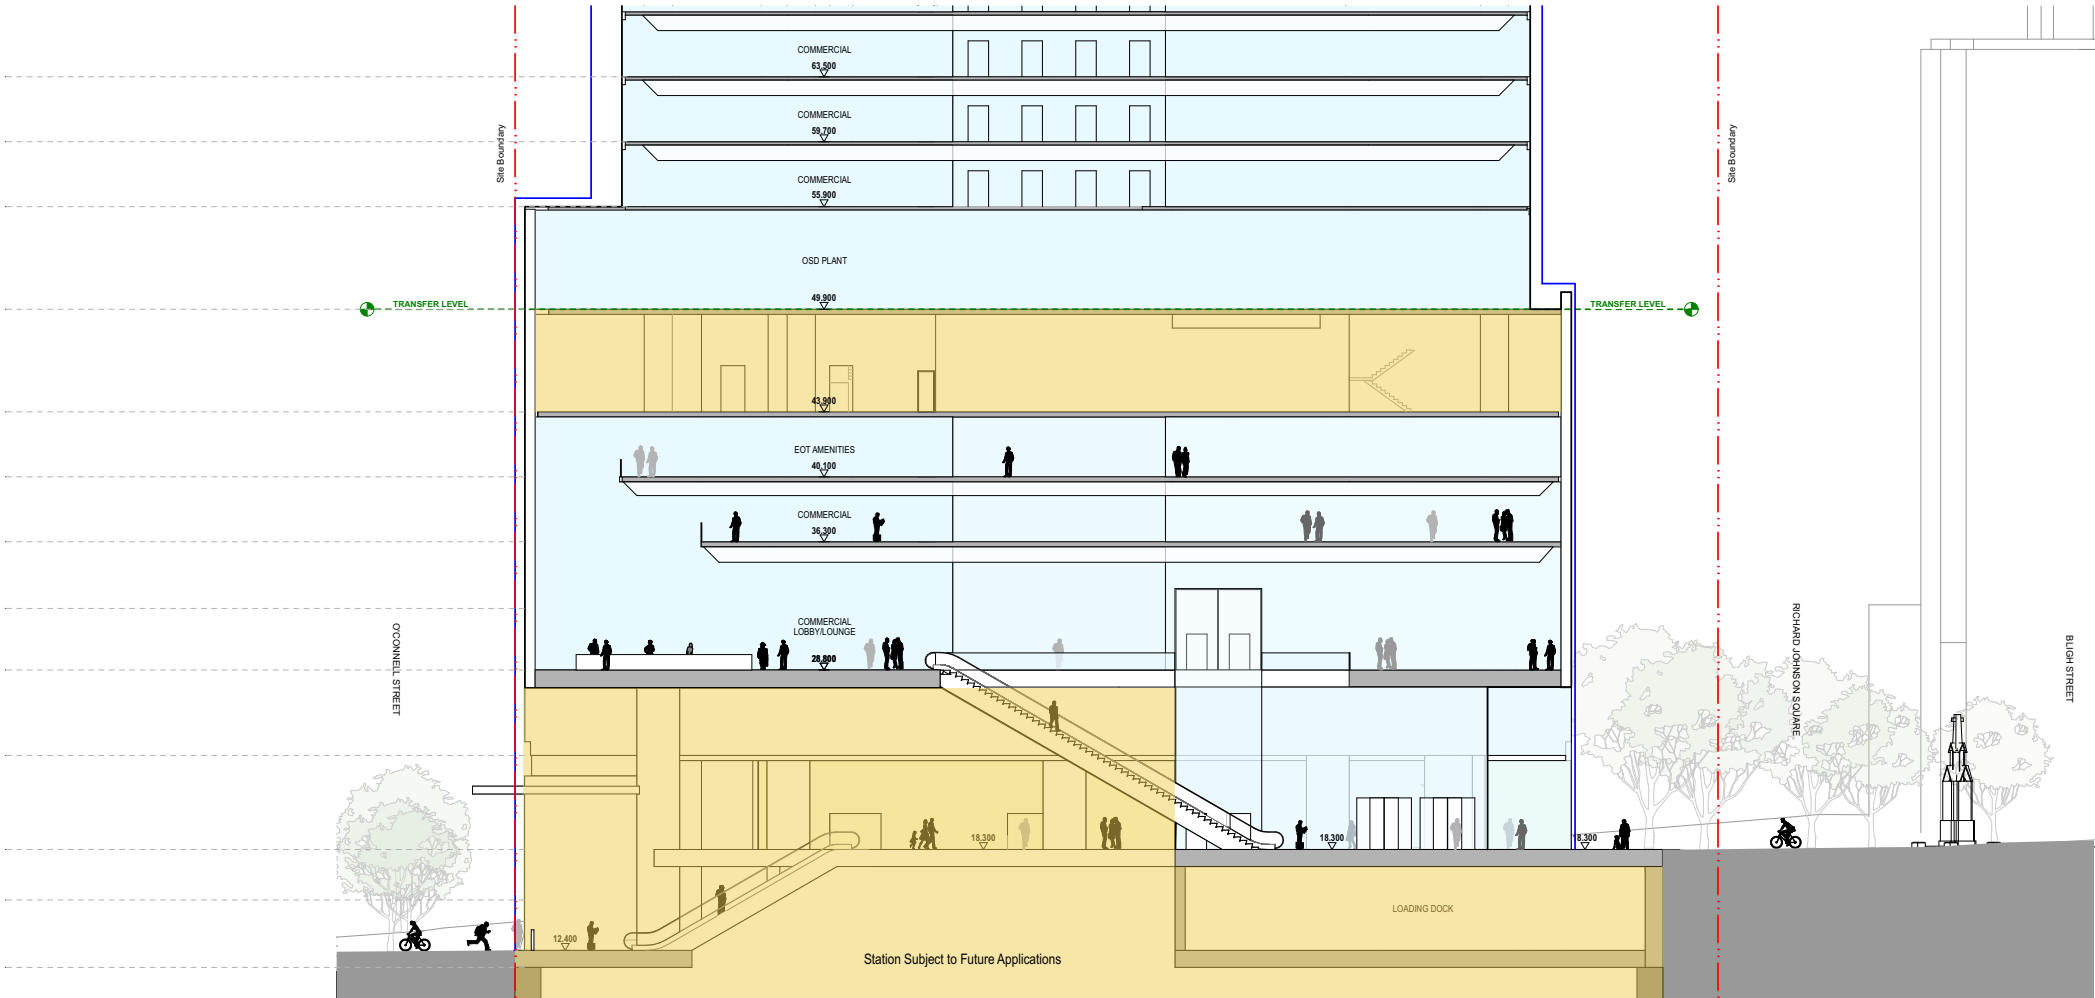 COMMERCIAL
63,500
COMMERCIAL
59,700
Site Boundary
Site Boundary
COMMERCIAL
55,900
OSD PLANT
49,900
TRANSFER LEVEL
TRANSFER LEVEL
43,900
EOT AMENITIES
40,100
COMMERCIAL
36,300
COMMERCIAL
LOBBY/LOUNGE
28,800
O'CONNELL STREET
RICHARD JOHNSON SQUARE
BLIGH STREET
18,300
18,300
8,300
LOADING DOCK
12,400
Station Subject to Future Applications